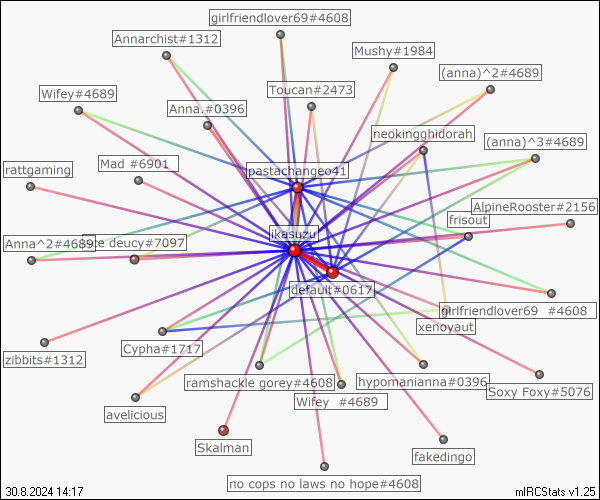 girlfriendlover69#4608
Annarchist#1312
Mushy#1984
(anna)^2#4689
Wifey#4689
Toucan#2473
Anna.#0396
neokingghidorah
(anna)^3#4689
rattgaming
Mad #6901
pastachangeo41
AlpineRooster#2156
frisout
ikasuzu
Anna^2#4689
te deucy#7097
default#0617
girlfriendlover69 #4608
xenoyaut
zibbits#1312
Cypha#1717
ramshackle gorey#4608
hypomanianna#0396
Soxy Foxy#5076
Wifey #4689
avelicious
Skalman
fakedingo
no cops no laws no hope#4608
30.8.2024 14:17
mIRCStats v1.25